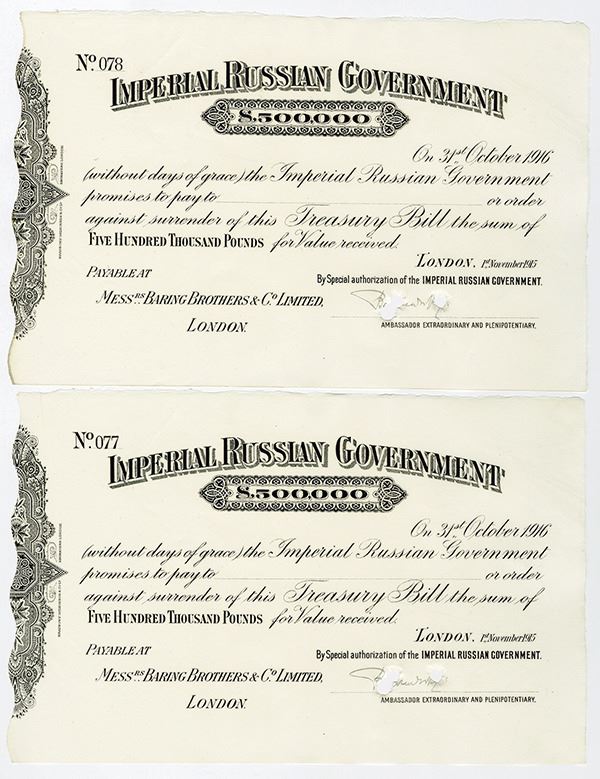 No. 078
IMPERIAL RUSSIAN GOVERNMENT
£,500,000
On 31st October 1916
(without days of grace) the Imperial Russian Government
promises to pay to or order
against surrender of this Treasury Bill the sum of
FIVE HUNDRED THOUSAND POUNDS for Value received.
LONDON, 1st November 1915
PAYABLE AT
By Special authorization of the IMPERIAL RUSSIAN GOVERNMENT.
MESSRS BARING BROTHERS & Co LIMITED,
LONDON.
AMBASSADOR EXTRAORDINARY AND PLENIPOTENTIARY.
No. 077
IMPERIAL RUSSIAN GOVERNMENT
£,500,000
On 31st October 1916
(without days of grace) the Imperial Russian Government
promises to pay to or order
against surrender of this Treasury Bill the sum of
FIVE HUNDRED THOUSAND POUNDS for Value received.
LONDON, 1st November 1915
PAYABLE AT
By Special authorization of the IMPERIAL RUSSIAN GOVERNMENT.
MESSRS BARING BROTHERS & Co LIMITED,
LONDON.
AMBASSADOR EXTRAORDINARY AND PLENIPOTENTIARY.